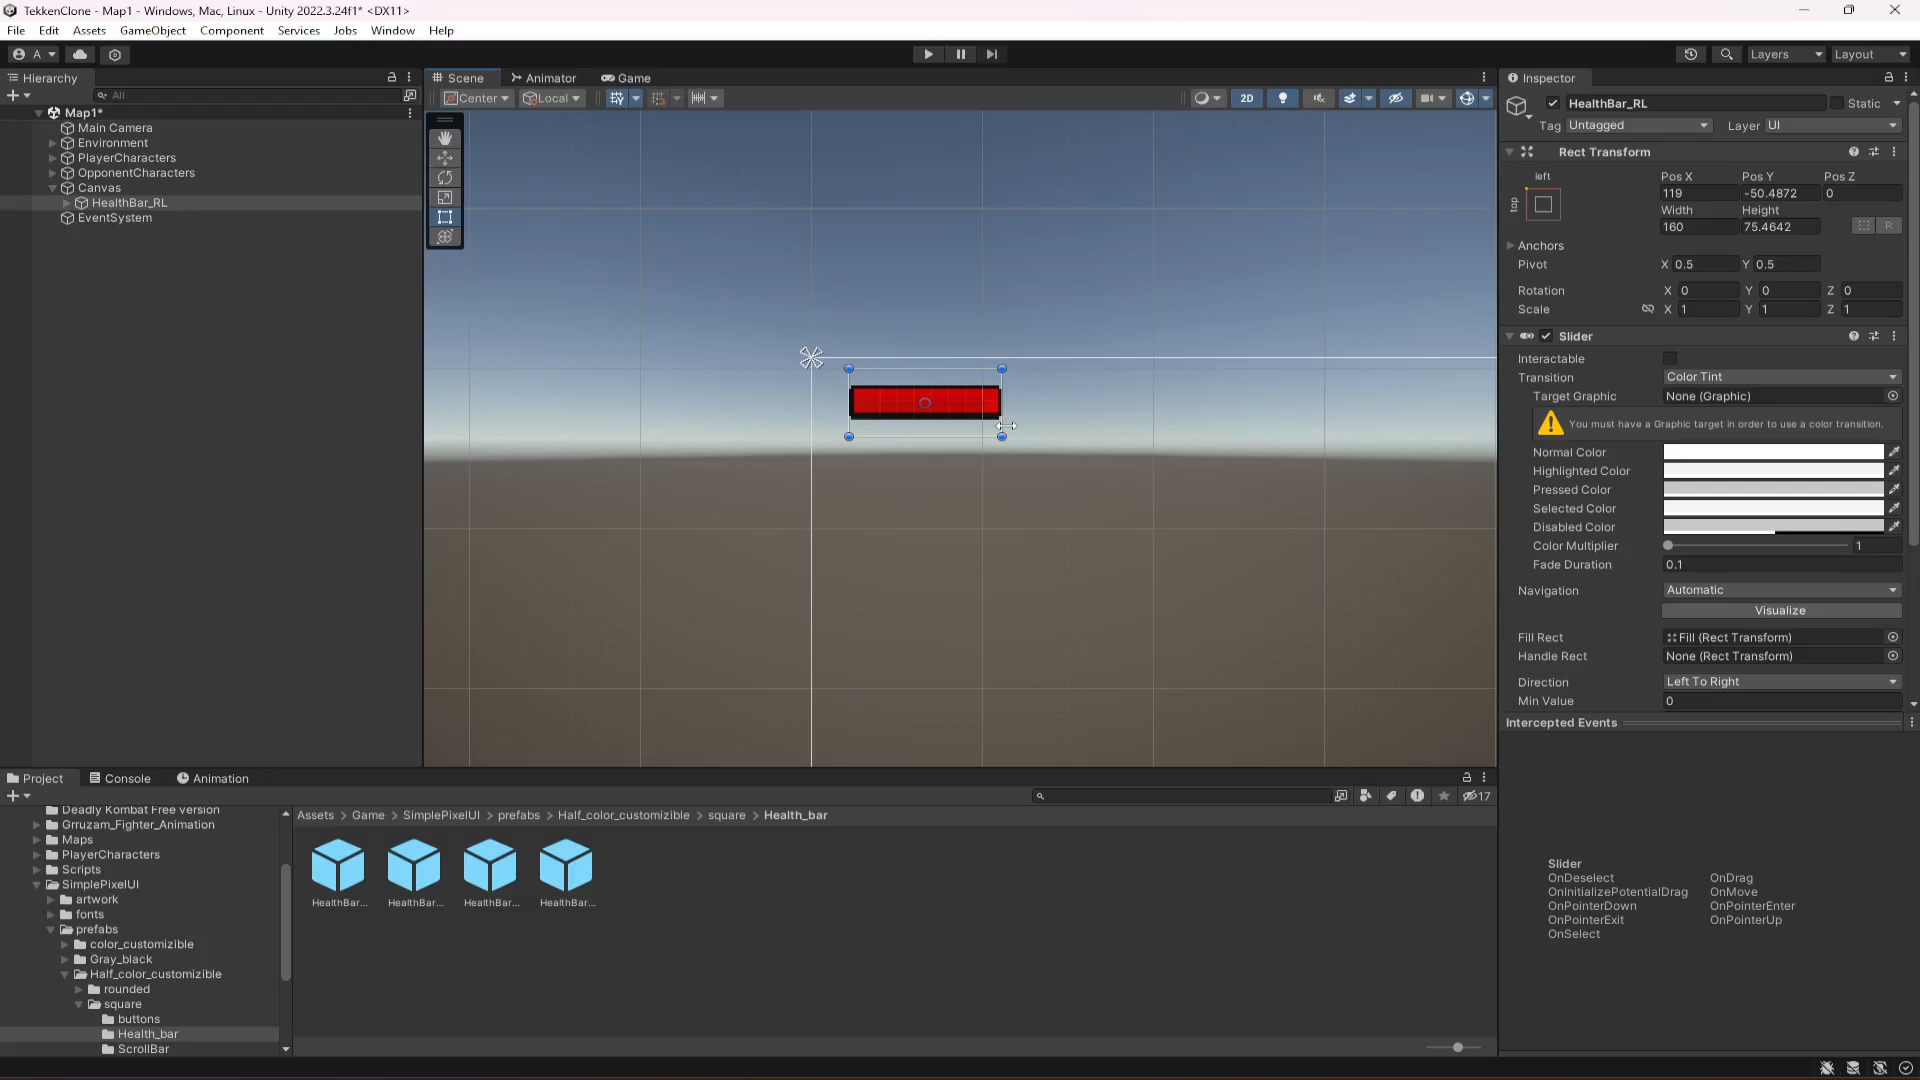 TekkenClone - Map1 - Windows, Mac, Linux - Unity 2022.3.24f1* <DX11>
File Edit Assets GameObject Component Services Jobs Window Help
A
Layers
Layout
Hierarchy
All
Map1*
Main Camera
Environment
PlayerCharacters
OpponentCharacters
Canvas
HealthBar_RL
EventSystem
Scene
Animator
Game
Center
Local
2D
Inspector
HealthBar_RL
Static
Tag Untagged
Layer UI
Rect Transform
left
top
Pos X Pos Y Pos Z
119 -50.4872 0
Width Height
160 75.4642
R
Anchors
Pivot X 0.5 Y 0.5
Rotation X 0 Y 0 Z 0
Scale X 1 Y 1 Z 1
Slider
Interactable
Transition Color Tint
Target Graphic None (Graphic)
You must have a Graphic target in order to use a color transition.
Normal Color
Highlighted Color
Pressed Color
Selected Color
Disabled Color
Color Multiplier 1
Fade Duration 0.1
Navigation Automatic
Visualize
Fill Rect Fill (Rect Transform)
Handle Rect None (Rect Transform)
Direction Left To Right
Min Value 0
Intercepted Events
Slider
OnDeselect OnDrag
OnInitializePotentialDrag OnMove
OnPointerDown OnPointerEnter
OnPointerExit OnPointerUp
OnSelect
Project
Console
Animation
17
Deadly Kombat Free version
Grruzam_Fighter_Animation
Maps
PlayerCharacters
Scripts
SimplePixelUI
artwork
fonts
prefabs
color_customizible
Gray_black
Half_color_customizible
rounded
square
buttons
Health_bar
ScrollBar
Assets > Game > SimplePixelUI > prefabs > Half_color_customizible > square > Health_bar
HealthBar... HealthBar... HealthBar... HealthBar...